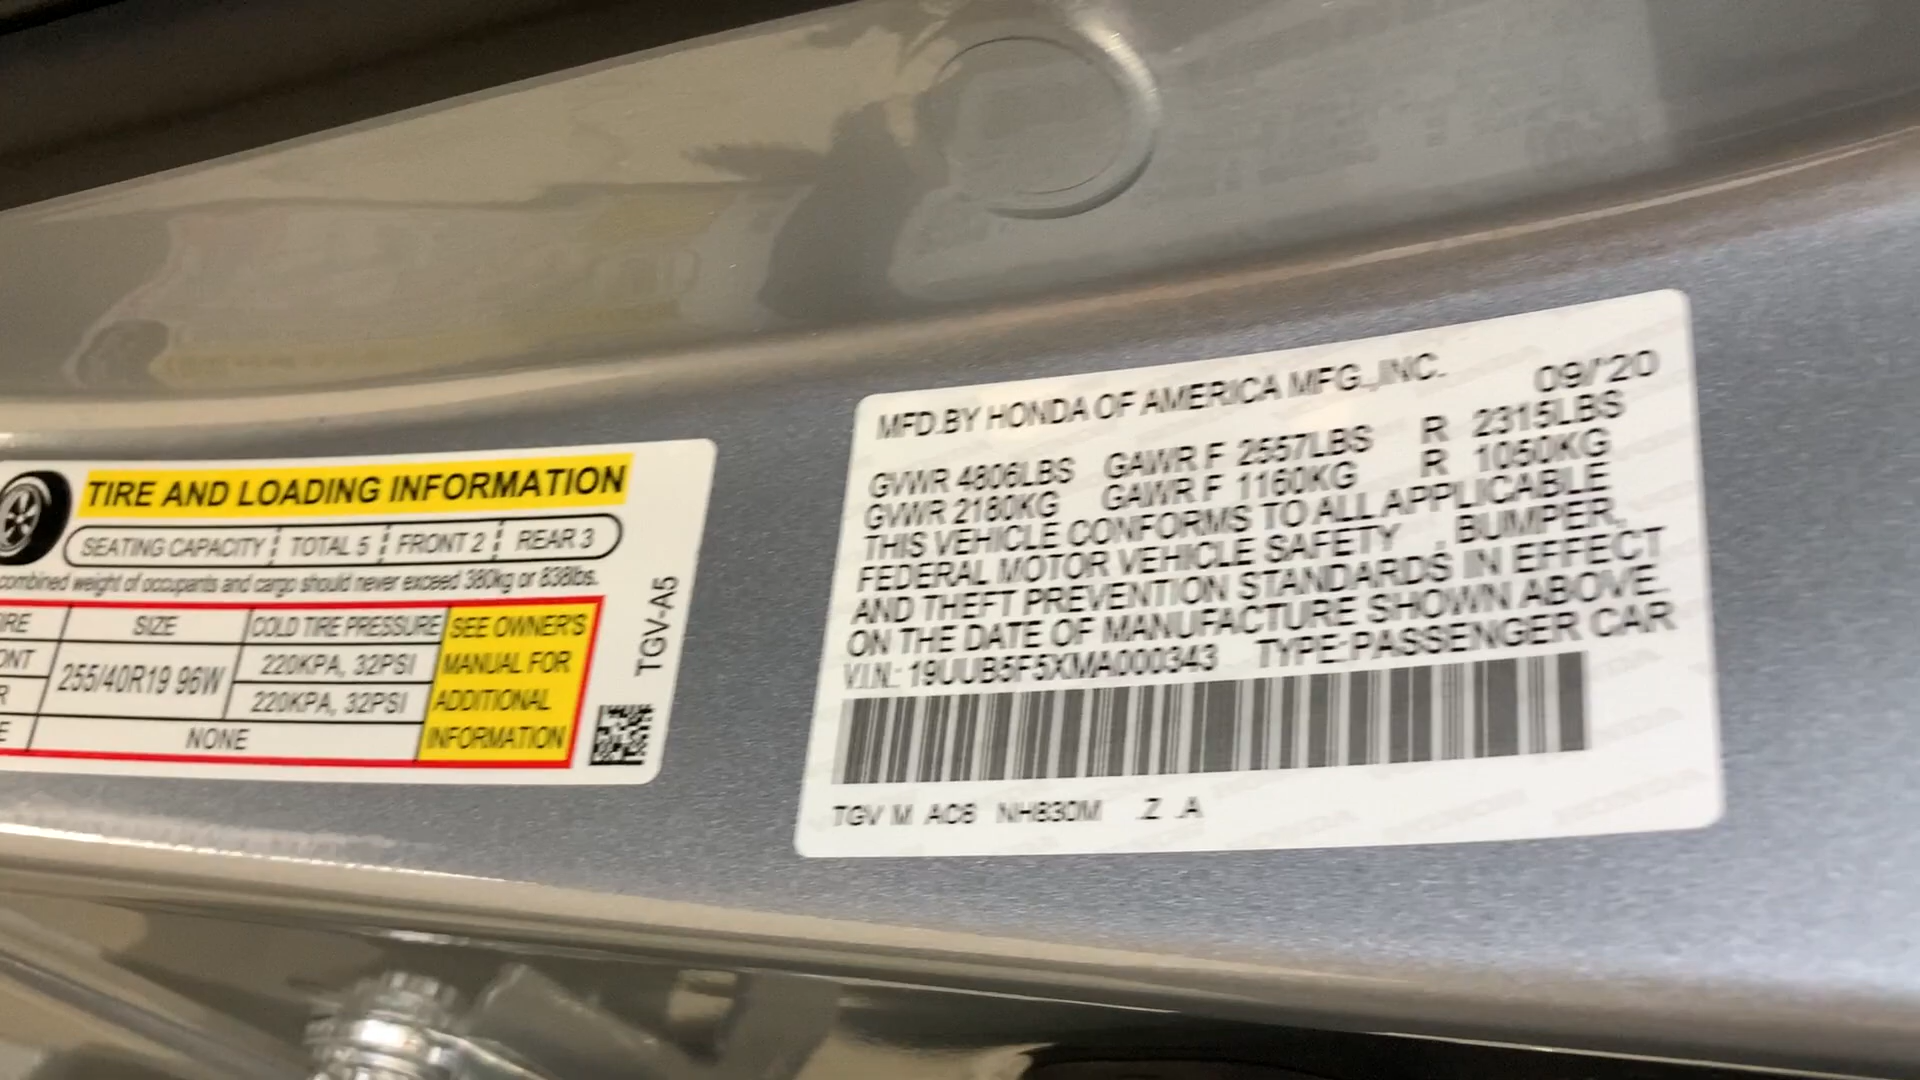 TIRE AND LOADING INFORMATION
SEATING CAPACITY TOTAL 5 FRONT 2 REAR 3
combined weight of occupants and cargo should never exceed 380kg or 838lbs.
SIZE COLD TIRE PRESSURE SEE OWNER'S
255/40R19 96W 220KPA, 32PSI MANUAL FOR
220KPA, 32PSI ADDITIONAL
NONE INFORMATION
TGV-A5
MFD.BY HONDA OF AMERICA MFG.,INC. 09/'20
GVWR 4806LBS GAWR F 2557LBS R 2315LBS
GVWR 2180KG GAWR F 1160KG R 1050KG
THIS VEHICLE CONFORMS TO ALL APPLICABLE
FEDERAL MOTOR VEHICLE SAFETY , BUMPER,
AND THEFT PREVENTION STANDARDS IN EFFECT
ON THE DATE OF MANUFACTURE SHOWN ABOVE.
V.I.N.: 19UUB5F5XMA000343 TYPE:PASSENGER CAR
TGV M AC6 NH830M .Z .A